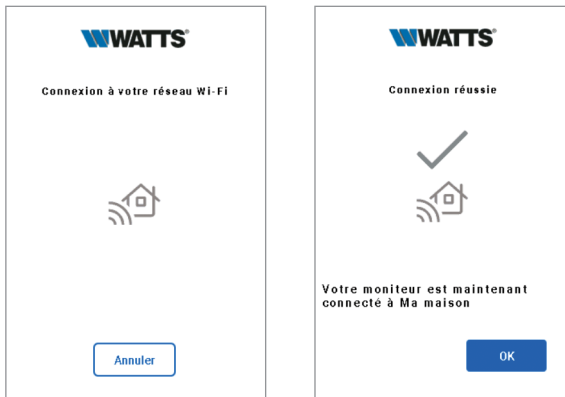 WATTS®
Connexion à votre réseau Wi-Fi
Annuler
WATTS®
Connexion réussie
Votre moniteur est maintenant
connecté à Ma maison
OK